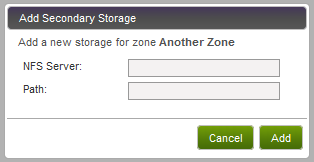 Add Secondary Storage
Add a new storage for zone Another Zone
NFS Server:
Path:
Cancel Add